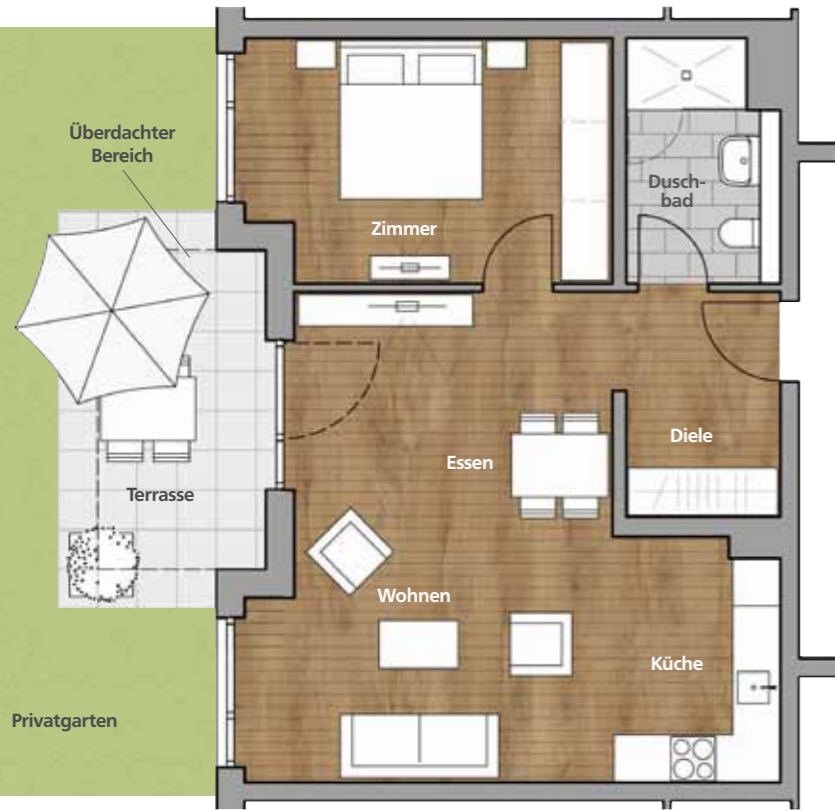 Überdachter
Bereich
Zimmer
Dusch-
bad
Essen
Diele
Terrasse
Wohnen
Küche
Privatgarten